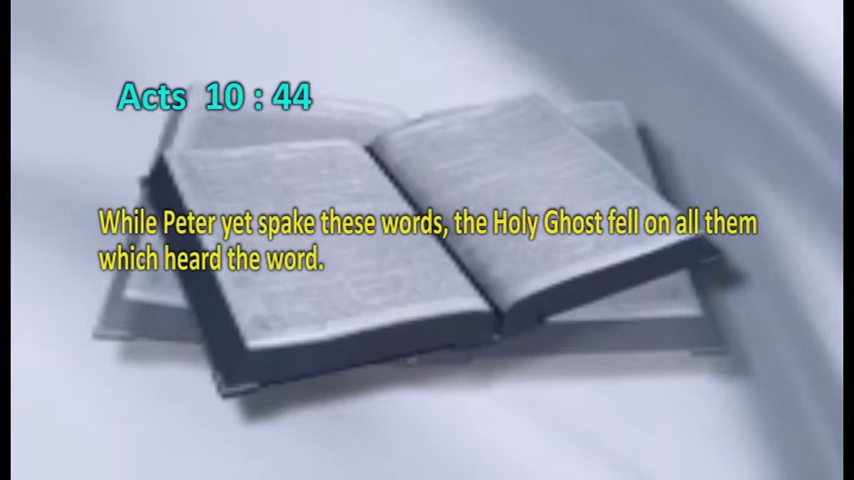 Acts 10 : 44
While Peter yet spake these words, the Holy Ghost fell on all them
which heard the word.